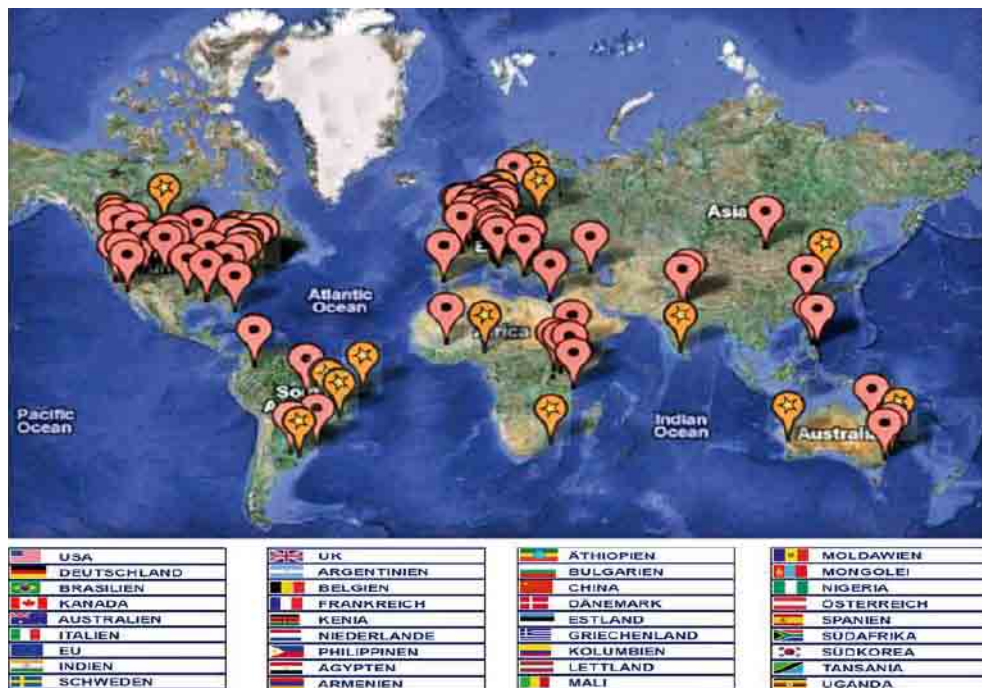 Asia
Atlantic
Ocean
Africa
Pacific
Ocean
Indian
Ocean
Australia
USA
DEUTSCHLAND
BRASILIEN
KANADA
AUSTRALIEN
ITALIEN
EU
INDIEN
SCHWEDEN
UK
ARGENTINIEN
BELGIEN
FRANKREICH
KENIA
NIEDERLANDE
PHILIPPINEN
ÄGYPTEN
ARMENIEN
ÄTHIOPIEN
BULGARIEN
CHINA
DÄNEMARK
ESTLAND
GRIECHENLAND
KOLUMBIEN
LETTLAND
MALI
MOLDAWIEN
MONGOLEI
NIGERIA
ÖSTERREICH
SPANIEN
SÜDAFRIKA
SÜDKOREA
TANSANIA
UGANDA